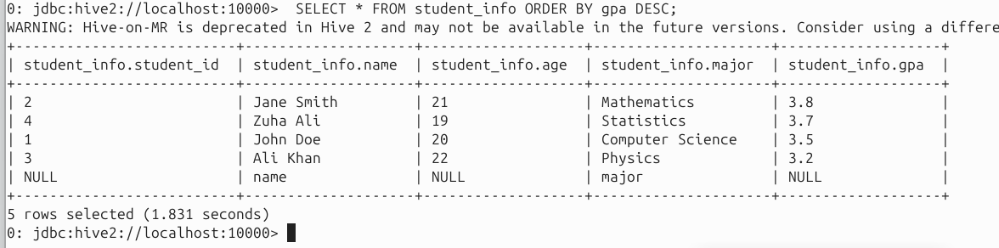 0: jdbc:hive2://localhost:10000>  SELECT * FROM student_info ORDER BY gpa DESC;
WARNING: Hive-on-MR is deprecated in Hive 2 and may not be available in the future versions. Consider using a differe
+--------------------------+--------------------+-------------------+---------------------+-------------------+
| student_info.student_id  | student_info.name  | student_info.age  | student_info.major  | student_info.gpa  |
+--------------------------+--------------------+-------------------+---------------------+-------------------+
| 2                        | Jane Smith         | 21                | Mathematics         | 3.8               |
| 4                        | Zuha Ali           | 19                | Statistics          | 3.7               |
| 1                        | John Doe           | 20                | Computer Science    | 3.5               |
| 3                        | Ali Khan           | 22                | Physics             | 3.2               |
| NULL                     | name               | NULL              | major               | NULL              |
+--------------------------+--------------------+-------------------+---------------------+-------------------+
5 rows selected (1.831 seconds)
0: jdbc:hive2://localhost:10000>